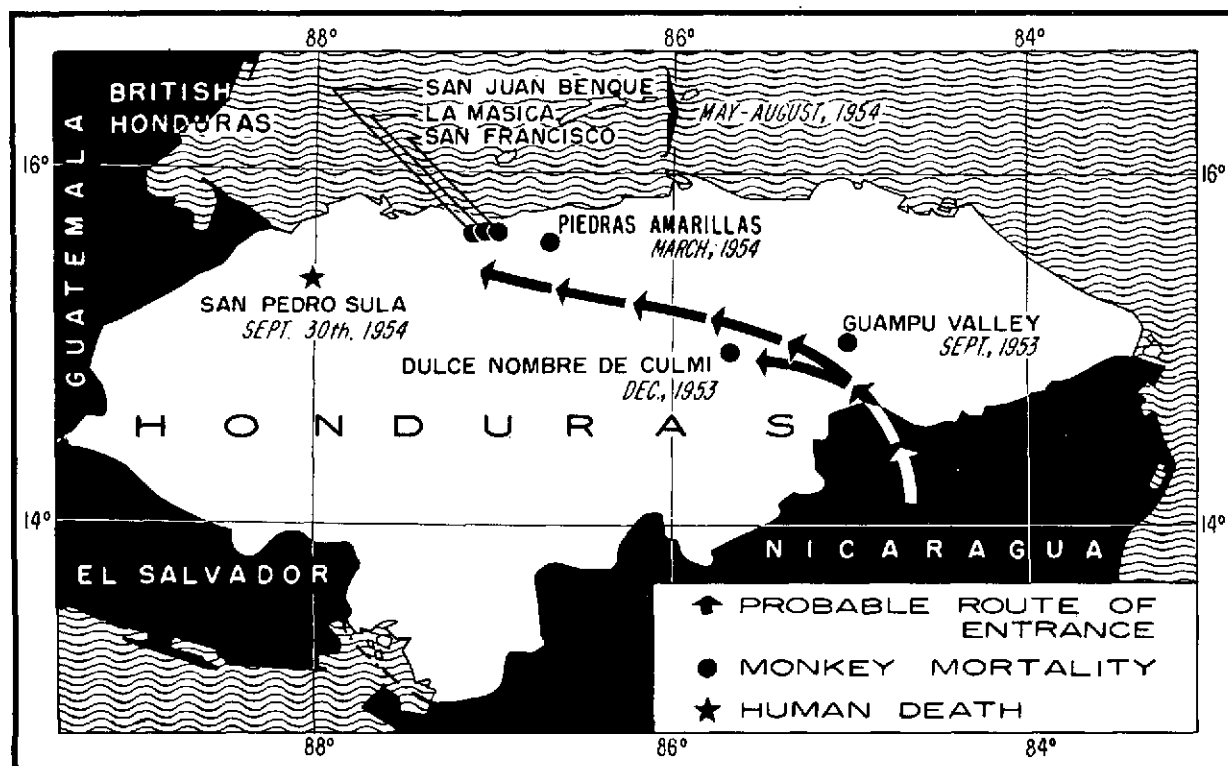 88°
86°
84°
BRITISH
HONDURAS
SAN JUAN BENQUE
LA MASICA
SAN FRANCISCO
MAY-AUGUST, 1954
16°
16°
GUATEMALA
PIEDRAS AMARILLAS
MARCH, 1954
SAN PEDRO SULA
SEPT. 30th, 1954
GUAMPU VALLEY
SEPT., 1953
DULCE NOMBRE DE CULMI
DEC., 1953
HONDURAS
14°
14°
NICARAGUA
EL SALVADOR
PROBABLE ROUTE OF
ENTRANCE
MONKEY MORTALITY
HUMAN DEATH
88°
86°
84°